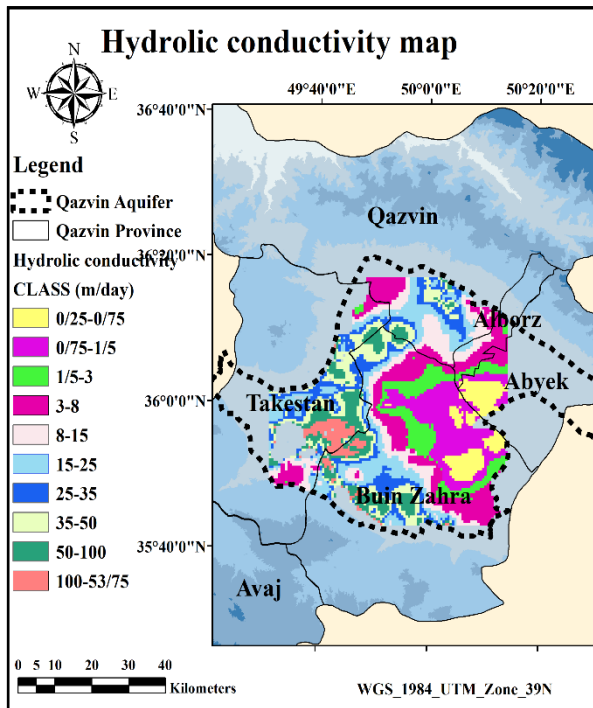 Hydrolic conductivity map
N
W E
S
49°40'0"E 50°0'0"E 50°20'0"E
36°40'0"N
36°20'0"N
36°0'0"N
35°40'0"N
Legend
Qazvin Aquifer
Qazvin Province
Hydrolic conductivity
CLASS (m/day)
0/25-0/75
0/75-1/5
1/5-3
3-8
8-15
15-25
25-35
35-50
50-100
100-53/75
Qazvin
Alborz
Abyek
Takestan
Buin Zahra
Avaj
0 5 10 20 30 40
Kilometers
WGS_1984_UTM_Zone_39N